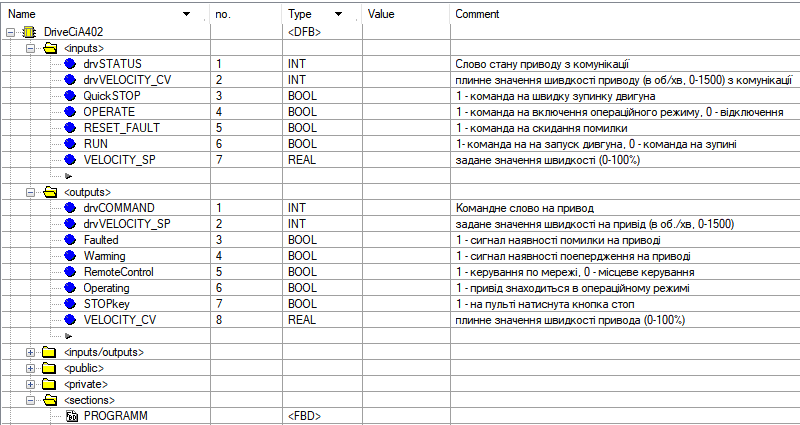 Name no. Type Value Comment
DriveCiA402 <DFB>
<inputs>
drvSTATUS 1 INT Слово стану приводу з комунікації
drvVELOCITY_CV 2 INT плинне значення шивдкості приводу (в об/хв, 0-1500) з комунікації
QuickSTOP 3 BOOL 1 - команда на швидку зупинку двигуна
OPERATE 4 BOOL 1 - команда на включення операційного режиму, 0 - відключення
RESET_FAULT 5 BOOL 1 - команда на скидання помилки
RUN 6 BOOL 1- команда на на запуск дивгуна, 0 - команда на зупині
VELOCITY_SP 7 REAL задане значення швидкості (0-100%)
<outputs>
drvCOMMAND 1 INT Командне слово на привод
drvVELOCITY_SP 2 INT задане значення швидкості на привід (в об./хв, 0-1500)
Faulted 3 BOOL 1 - сигнал наявності помилки на приводі
Warming 4 BOOL 1 - сигнал наявності поепердження на приводі
RemoteControl 5 BOOL 1 - керування по мережі, 0 - місцеве керування
Operating 6 BOOL 1 - привід знаходиться в операційному режимі
STOPkey 7 BOOL 1 - на пульті натиснута кнопка стоп
VELOCITY_CV 8 REAL плинне значення швидкості привода (0-100%)
<inputs/outputs>
<public>
<private>
<sections>
PROGRAMM <FBD>